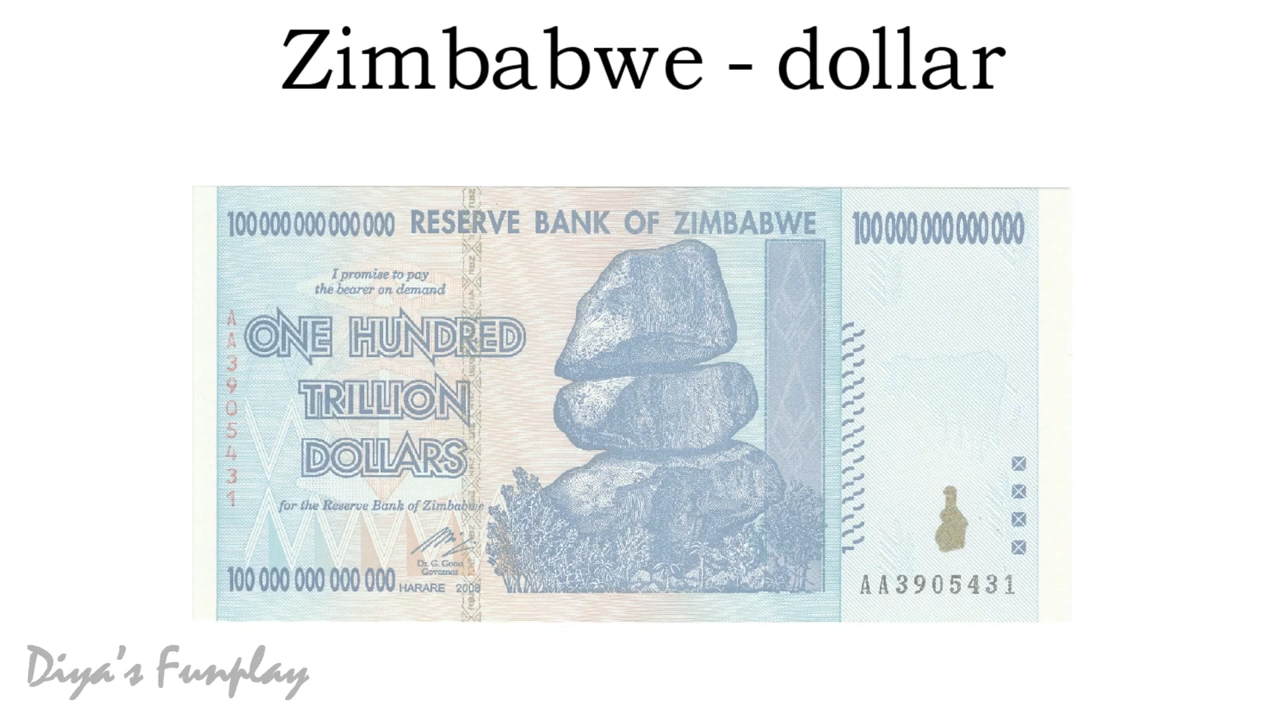 Zimbabwe - dollar
100 000 000 000 000 RESERVE BANK OF ZIMBABWE 100 000 000 000 000
I promise to pay
the bearer on demand
ONE HUNDRED
TRILLION
DOLLARS
AA3905431
for the Reserve Bank of Zimbabwe
Dr. G. Gono
Governor
100 000 000 000 000 HARARE 2008
AA3905431
Diya's Funplay